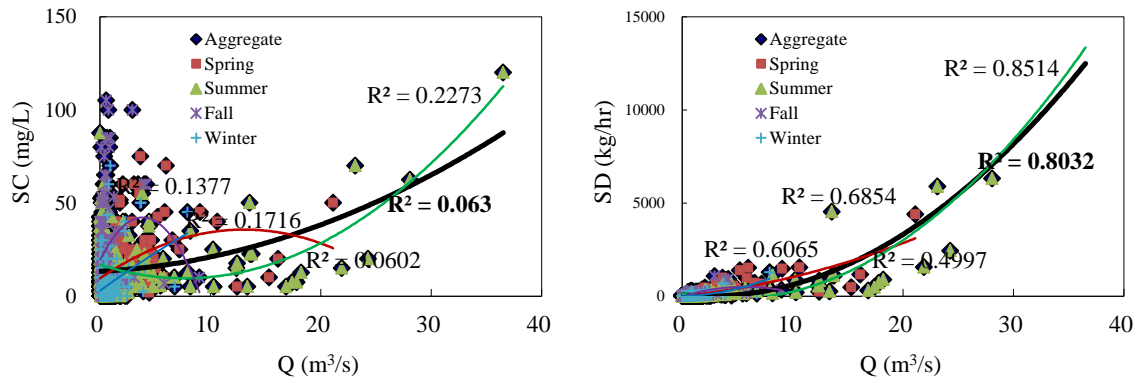 150
100
50
0
SC (mg/L)
Aggregate
Spring
Summer
Fall
Winter
R² = 0.2273
R² = 0.1377
R² = 0.063
R² = 0.1716
R² = 0.0602
0 10 20 30 40
Q (m³/s)
15000
10000
5000
0
SD (kg/hr)
Aggregate
Spring
Summer
Fall
Winter
R² = 0.8514
R² = 0.8032
R² = 0.6854
R² = 0.6065
R² = 0.4997
0 10 20 30 40
Q (m³/s)